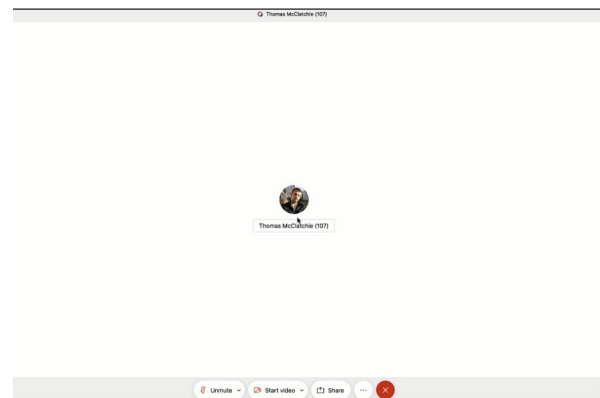 Thomas McClatchie (107)
Thomas McClatchie (107)
Unmute
Start video
Share